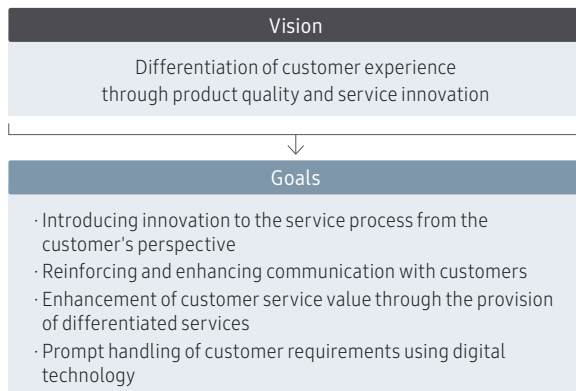 Vision
Differentiation of customer experience
through product quality and service innovation
Goals
· Introducing innovation to the service process from the
customer's perspective
· Reinforcing and enhancing communication with customers
· Enhancement of customer service value through the provision
of differentiated services
· Prompt handling of customer requirements using digital
technology